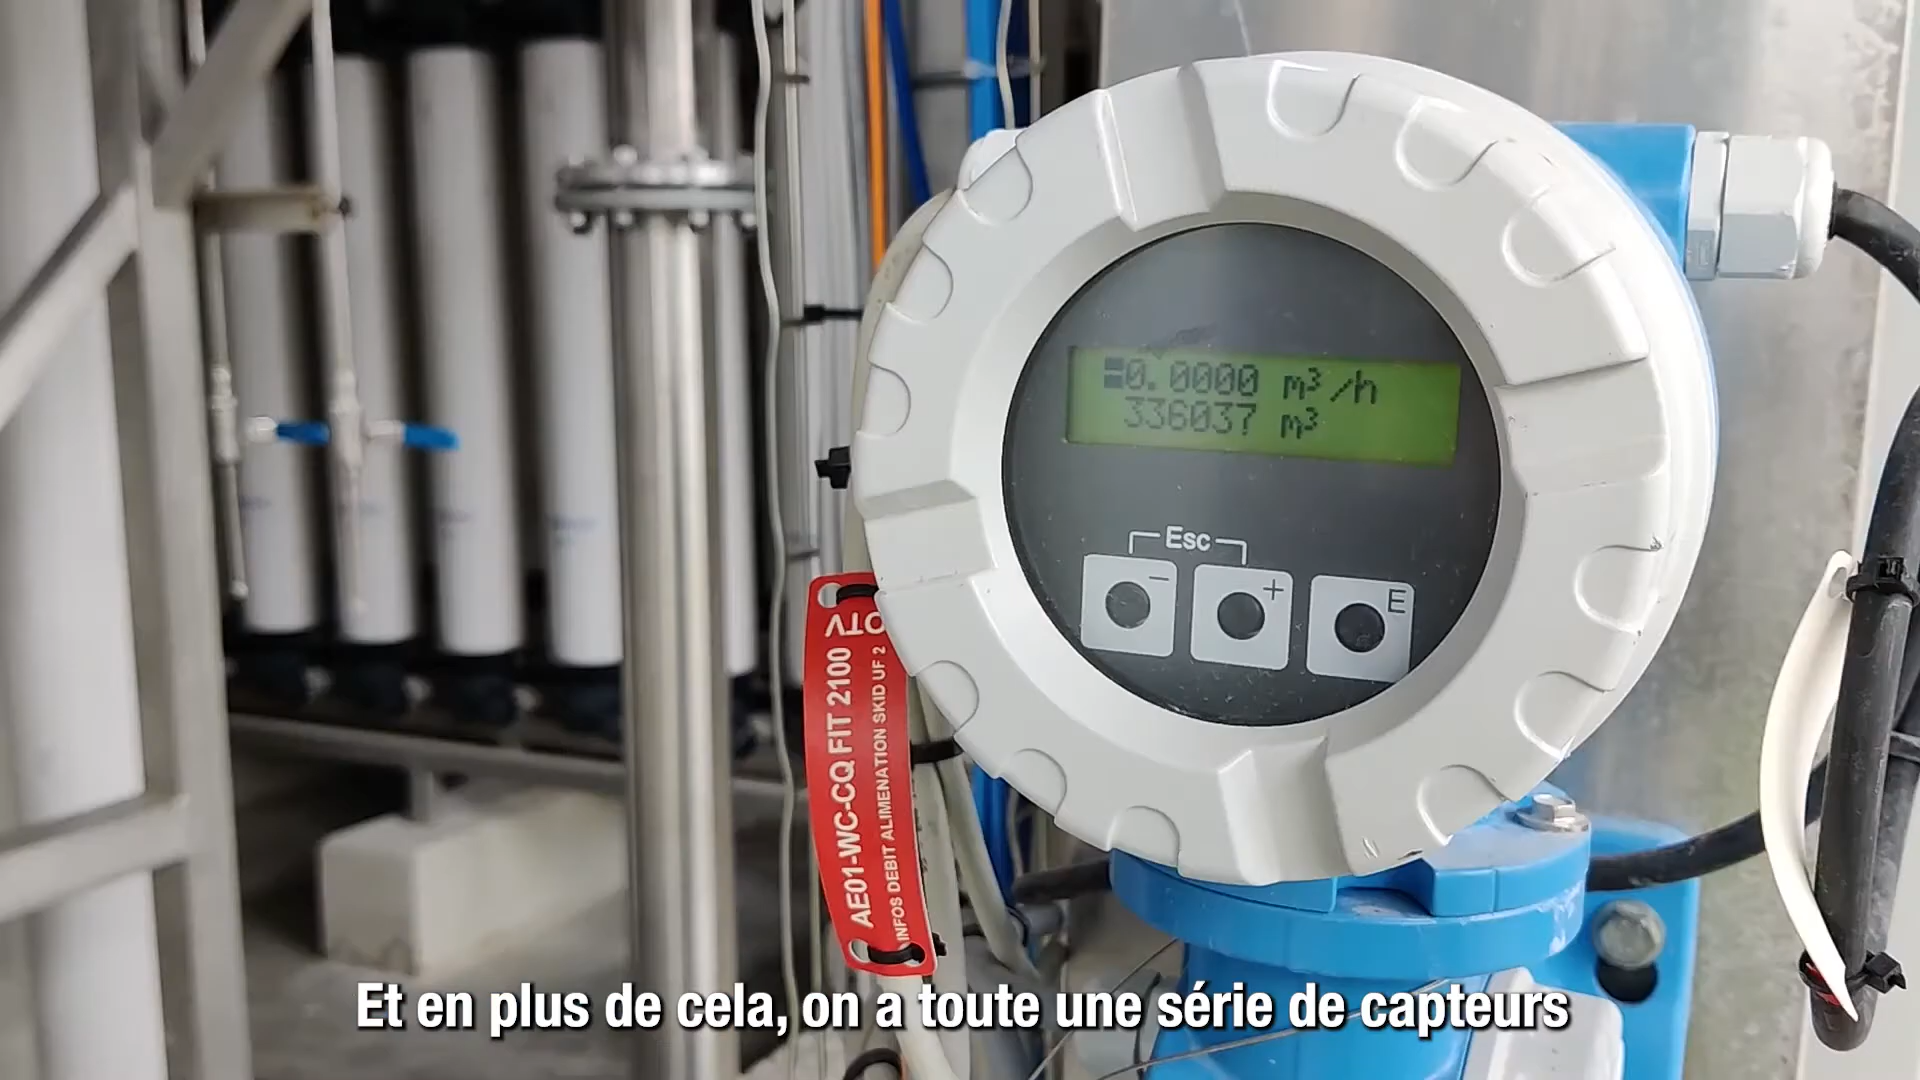 0.0000 m³/h
336037 m³
Esc
-
+
E
AE01-WC-CQ FIT 2100
INFOS DEBIT ALIMENATION SKID UF 2
Et en plus de cela, on a toute une série de capteurs